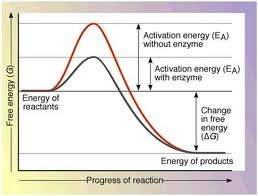 Free energy (G)
Activation energy (EA)
without enzyme
Activation energy (EA)
with enzyme
Energy of
reactants
Change
in free
energy
(ΔG)
Energy of products
Progress of reaction